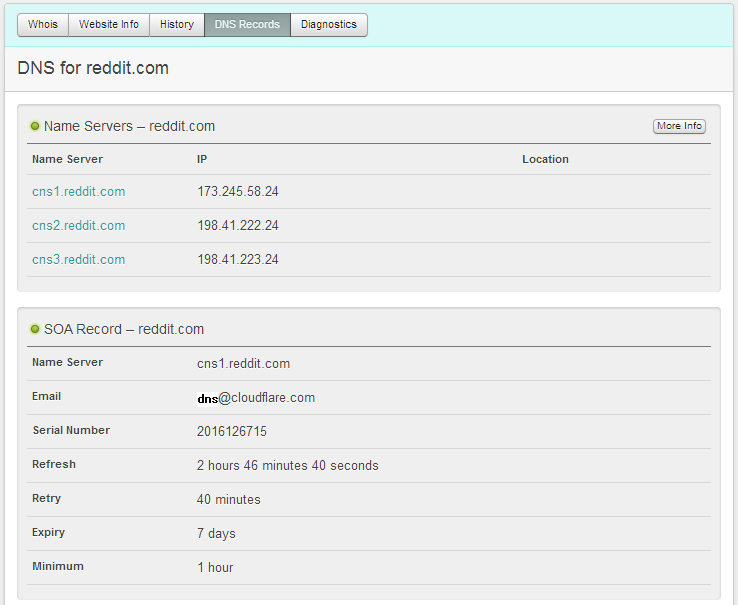 Whois Website Info History DNS Records Diagnostics
DNS for reddit.com
Name Servers – reddit.com More Info
Name Server IP Location
cns1.reddit.com 173.245.58.24
cns2.reddit.com 198.41.222.24
cns3.reddit.com 198.41.223.24
SOA Record – reddit.com
Name Server cns1.reddit.com
Email dns@cloudflare.com
Serial Number 2016126715
Refresh 2 hours 46 minutes 40 seconds
Retry 40 minutes
Expiry 7 days
Minimum 1 hour